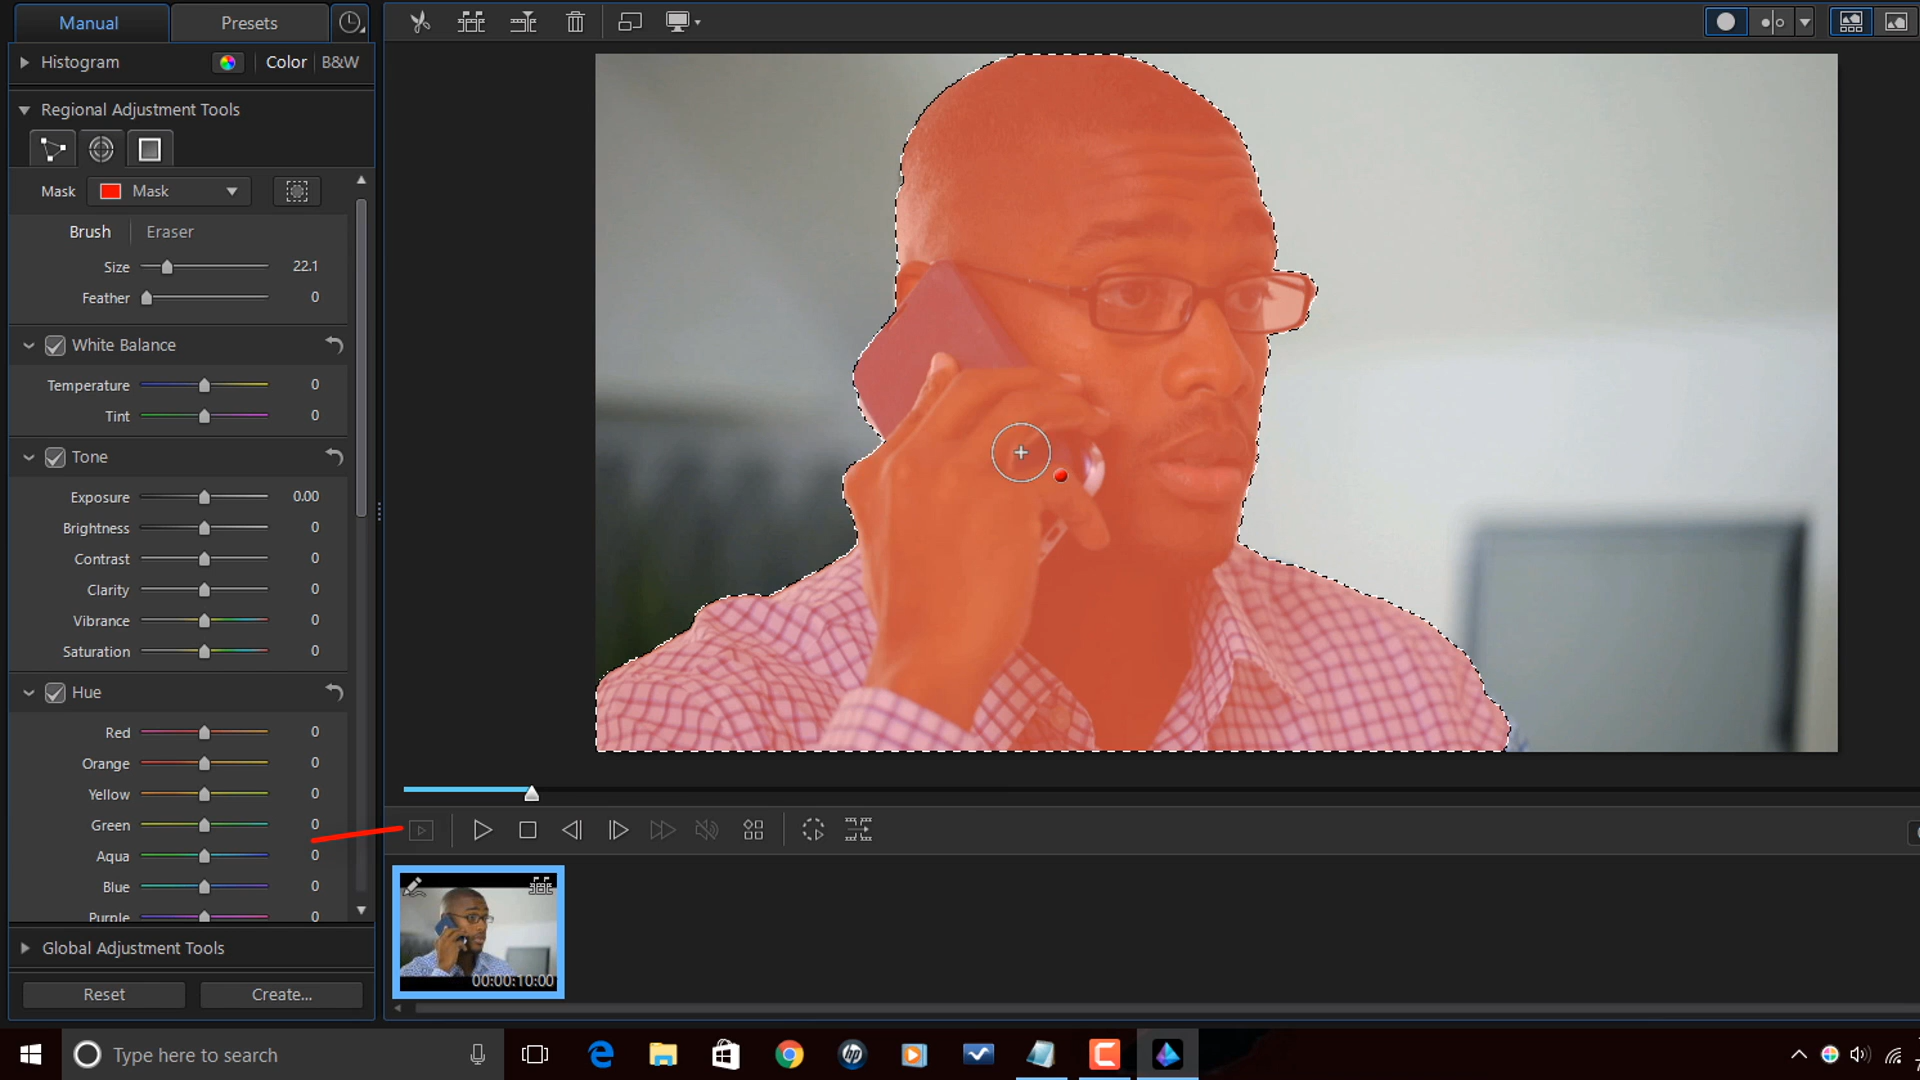 Manual Presets
Histogram Color B&W
Regional Adjustment Tools
Mask Mask
Brush Eraser
Size 22.1
Feather 0
White Balance
Temperature 0
Tint 0
Tone
Exposure 0.00
Brightness 0
Contrast 0
Clarity 0
Vibrance 0
Saturation 0
Hue
Red 0
Orange 0
Yellow 0
Green 0
Aqua 0
Blue 0
Purple 0
Global Adjustment Tools
Reset Create...
00:00:10:00
Type here to search
hp